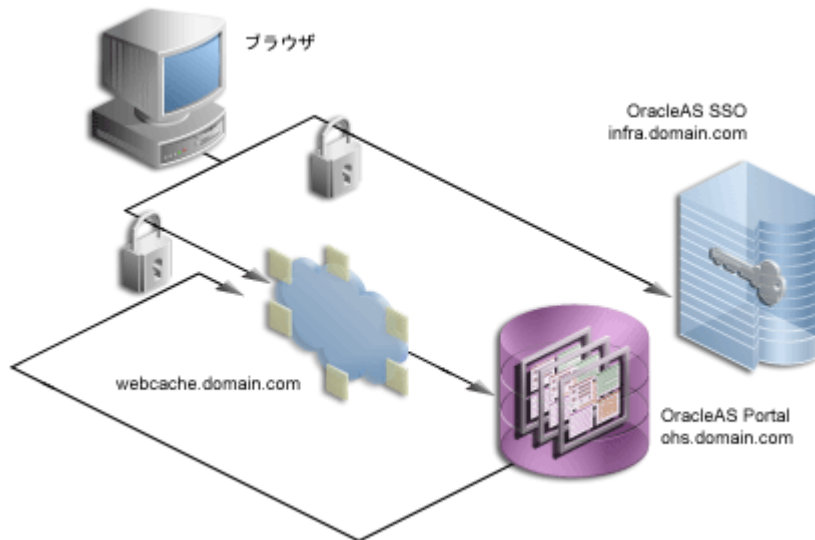 ブラウザ
OracleAS SSO
infra.domain.com
webcache.domain.com
OracleAS Portal
ohs.domain.com